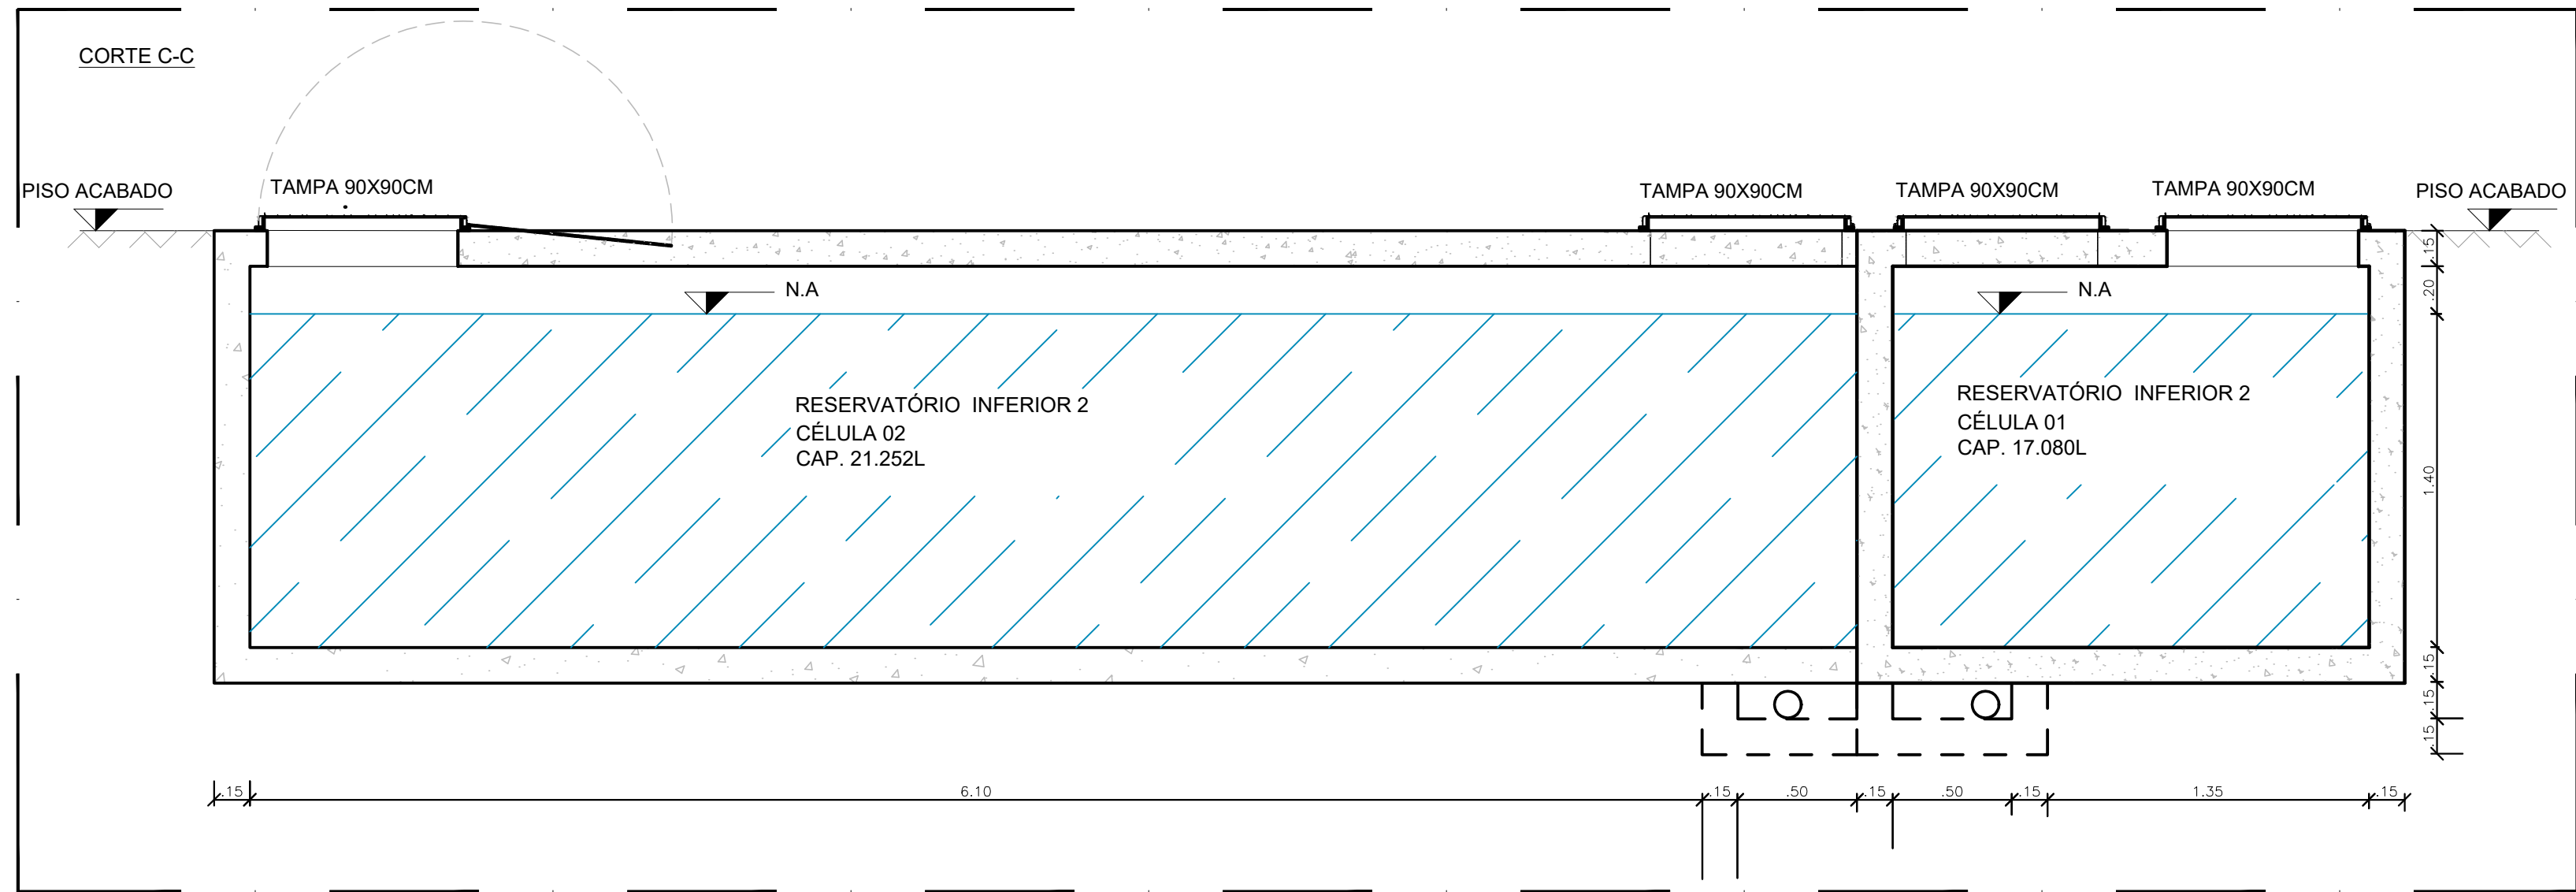 CORTE C-C
PISO ACABADO
TAMPA 90X90CM
TAMPA 90X90CM
TAMPA 90X90CM
TAMPA 90X90CM
PISO ACABADO
N.A
N.A
RESERVATÓRIO INFERIOR 2
CÉLULA 02
CAP. 21.252L
RESERVATÓRIO INFERIOR 2
CÉLULA 01
CAP. 17.080L
.15
.20
1.40
.15
.15
.15
.15
6.10
.15
.50
.15
.50
.15
1.35
.15